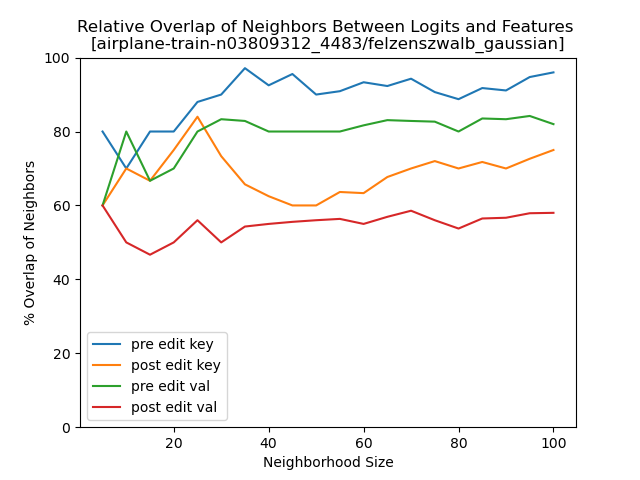 Relative Overlap of Neighbors Between Logits and Features
[airplane-train-n03809312_4483/felzenszwalb_gaussian]
100
80
60
40
20
0
% Overlap of Neighbors
pre edit key
post edit key
pre edit val
post edit val
20 40 60 80 100
Neighborhood Size